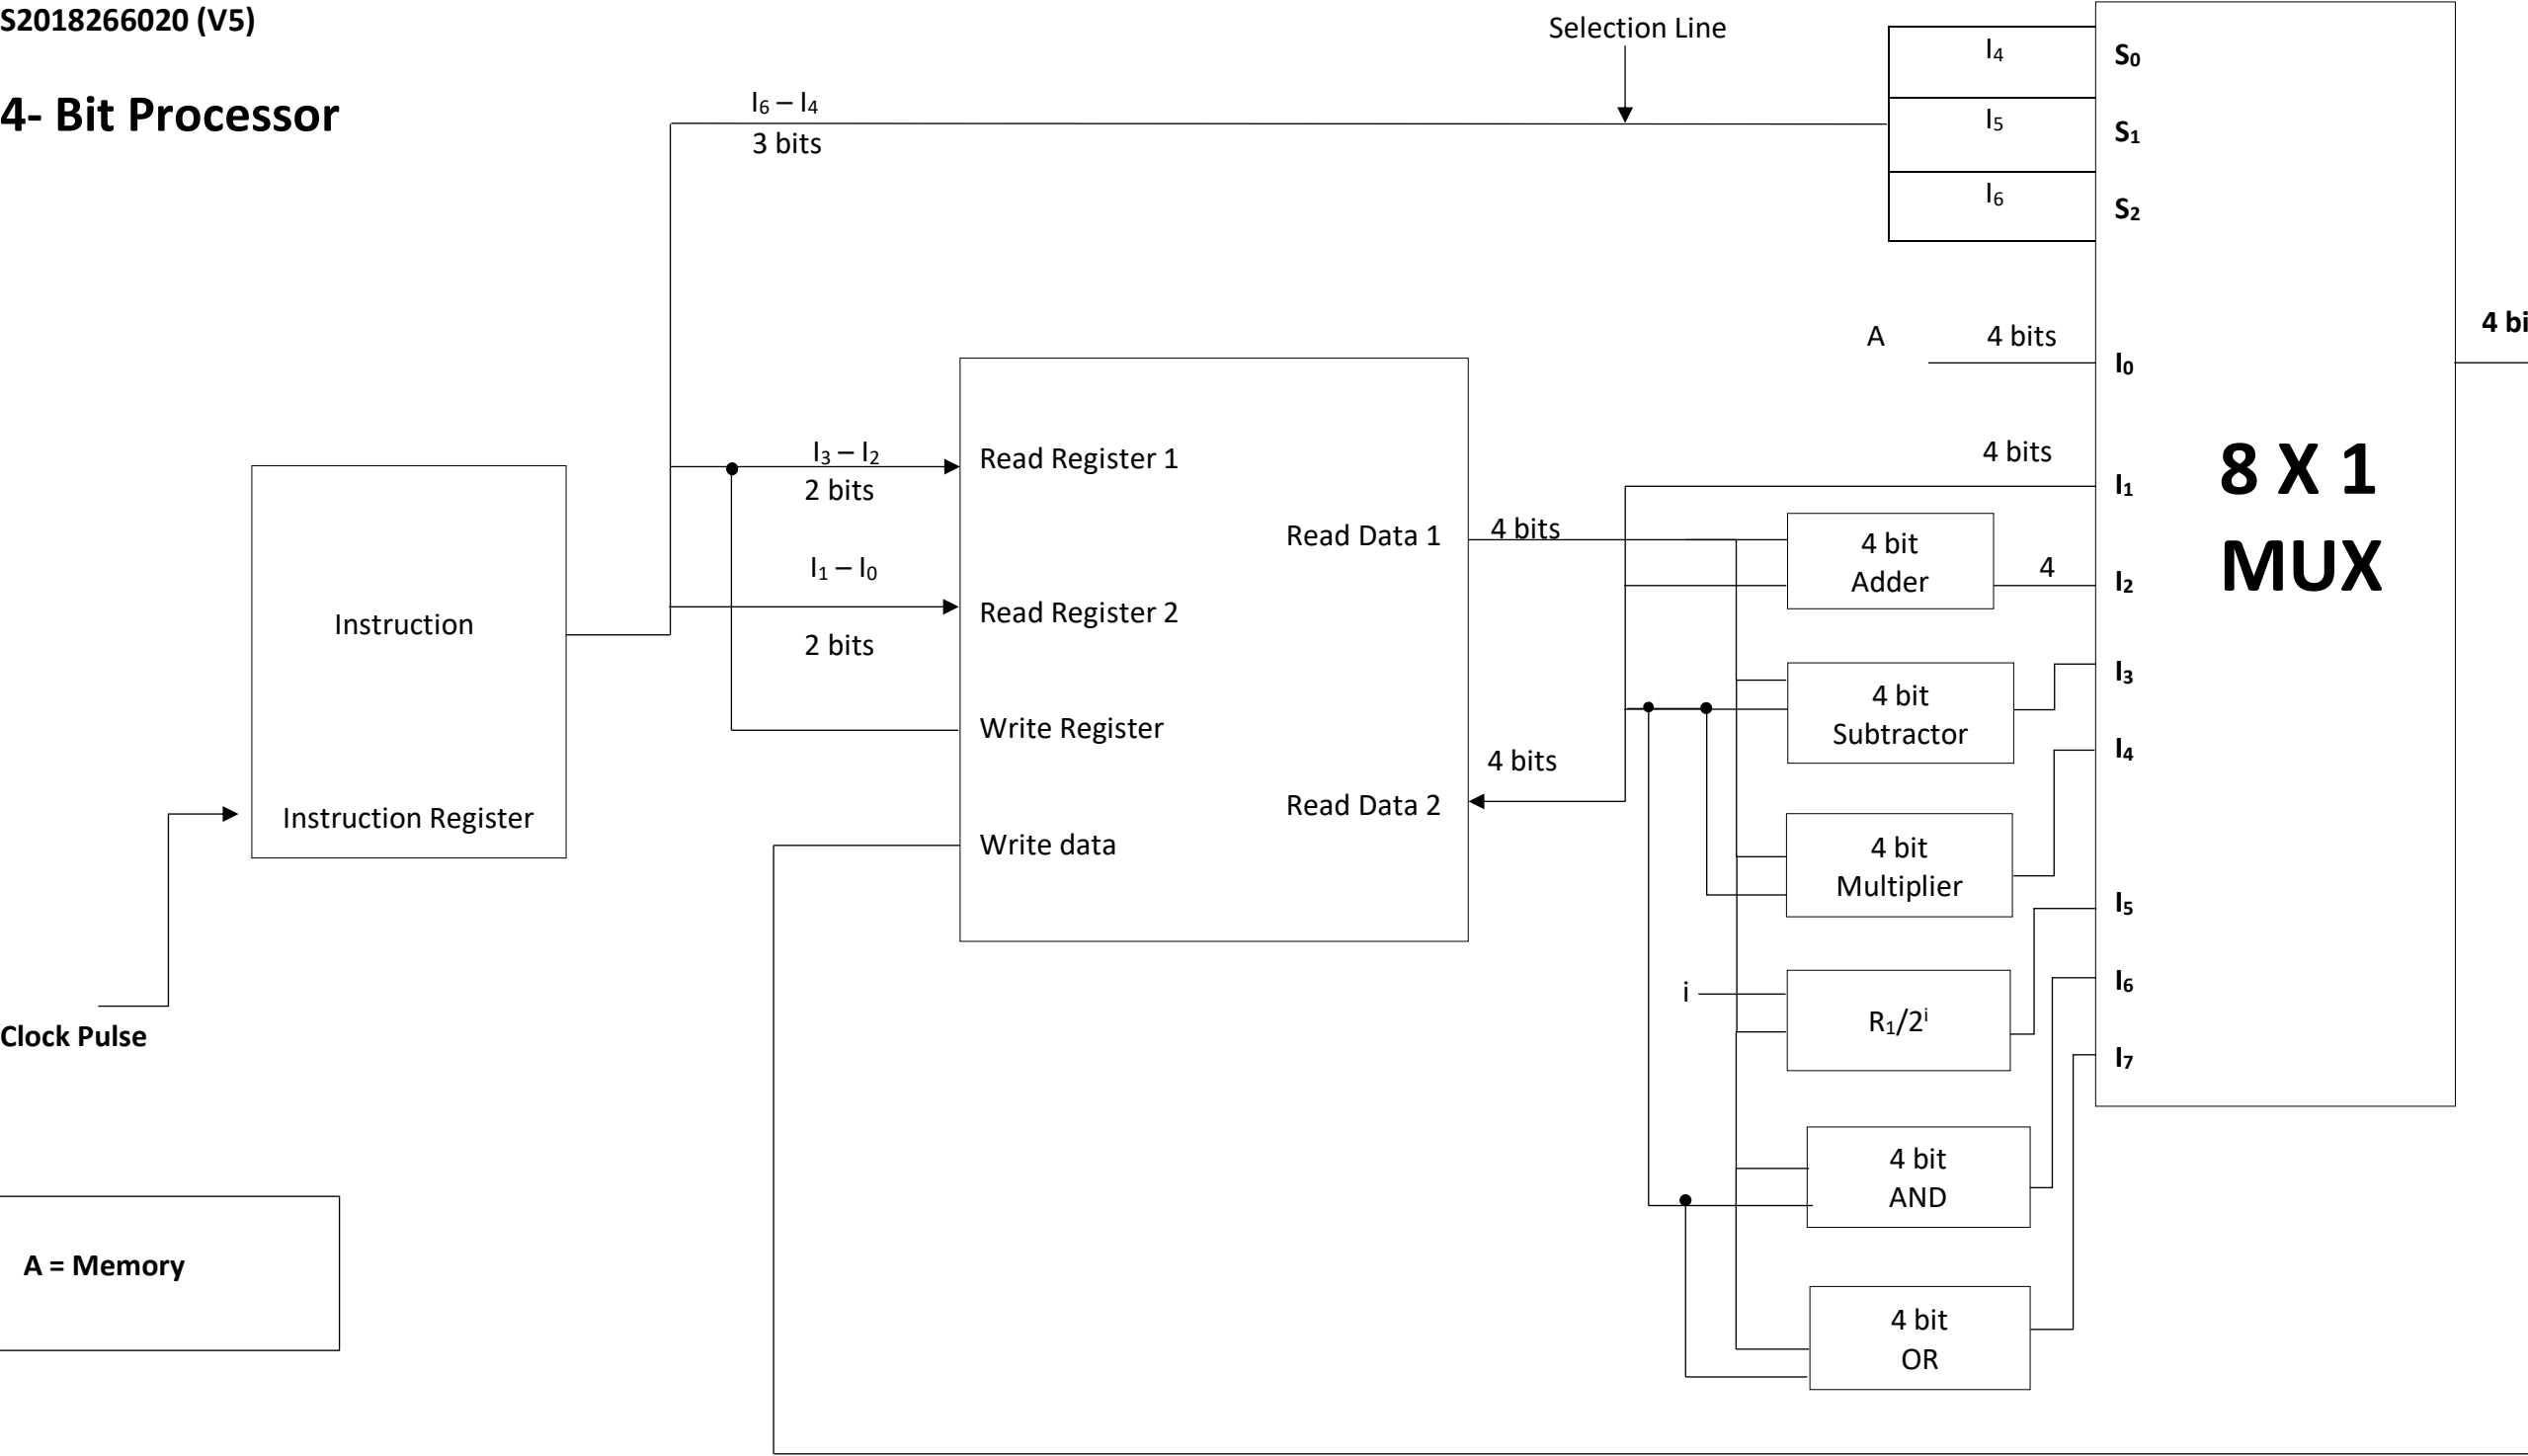 S2018266020 (V5)
4- Bit Processor
Selection Line
I₆ – I₄
3 bits
I₄
I₅
I₆
S₀
S₁
S₂
A
4 bits
I₀
4 bi
4 bits
I₁
8 X 1
MUX
I₃ – I₂
2 bits
I₁ – I₀
2 bits
Read Register 1
Read Register 2
Write Register
Write data
Read Data 1
Read Data 2
4 bits
4 bits
Instruction
Instruction Register
Clock Pulse
4 bit
Adder
4
I₂
4 bit
Subtractor
I₃
4 bit
Multiplier
I₄
i
R₁/2ⁱ
I₅
4 bit
AND
I₆
4 bit
OR
I₇
A = Memory